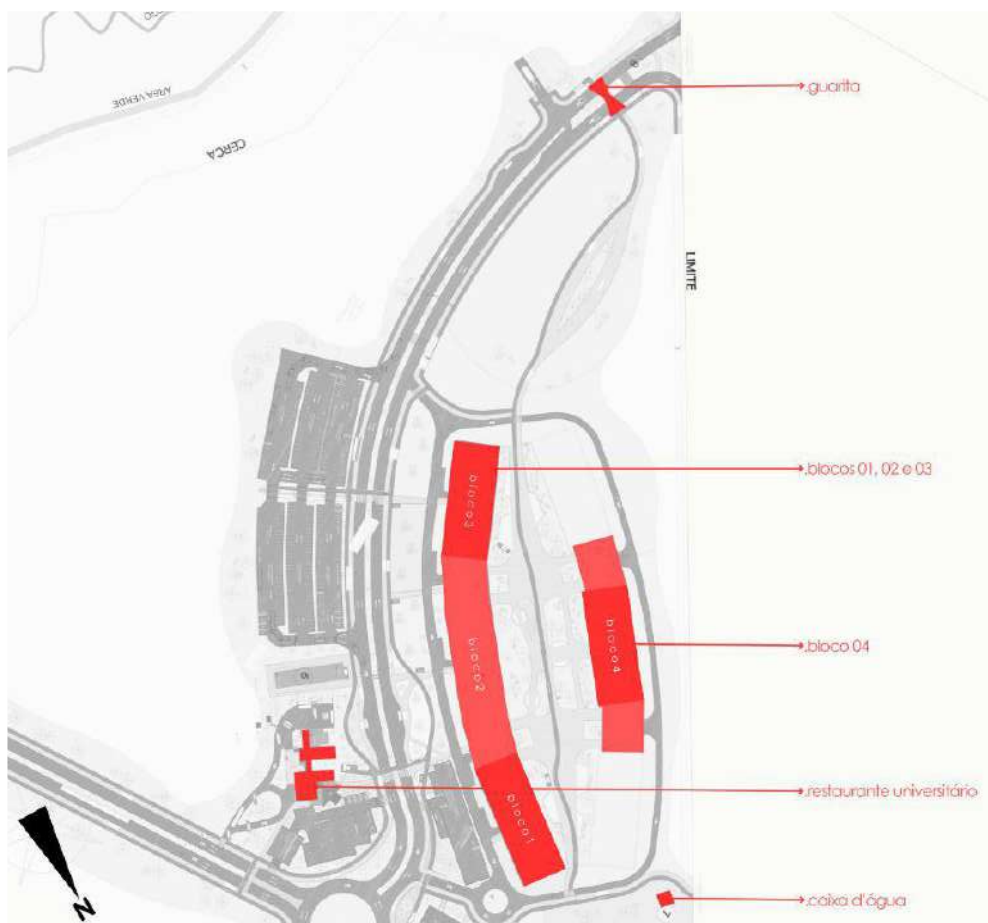 ÁREA VERDE
CERCA
.guarita
LIMITE
.blocos 01, 02 e 03
bloco3
bloco2
bloco4
.bloco 04
.restaurante universitário
bloco1
.caixa d'água
N